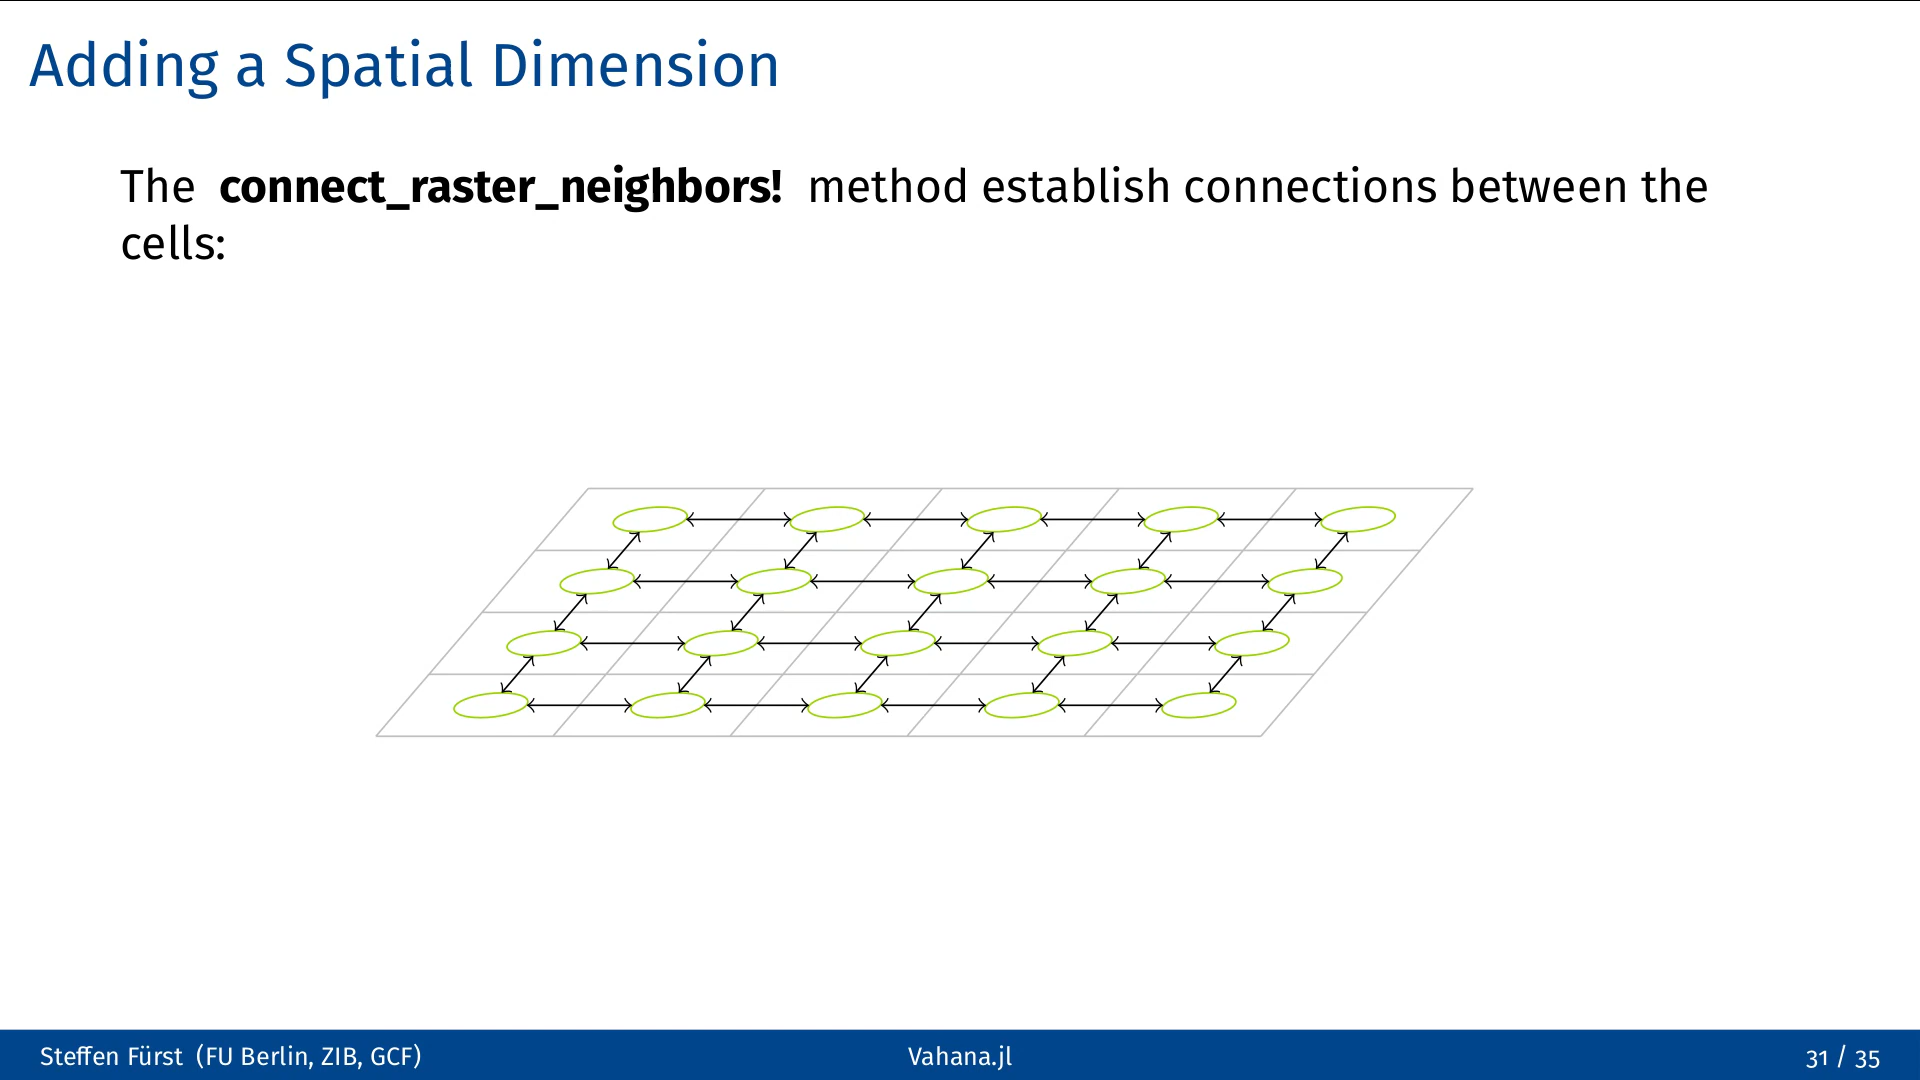 Adding a Spatial Dimension
The connect_raster_neighbors! method establish connections between the
cells:
Steffen Fürst (FU Berlin, ZIB, GCF)
Vahana.jl
31 / 35